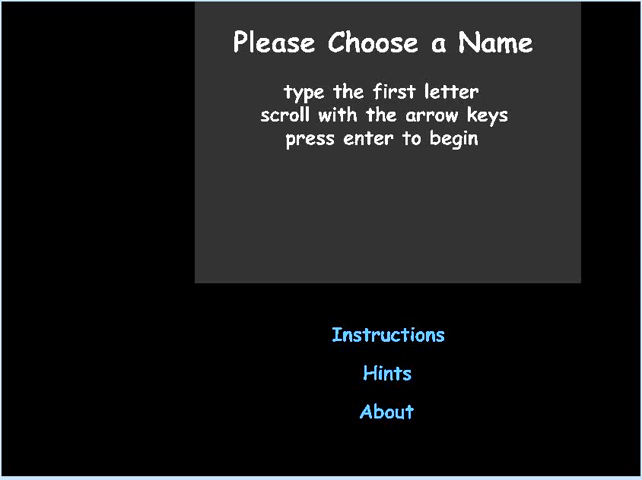 Please Choose a Name
type the first letter
scroll with the arrow keys
press enter to begin
Instructions
Hints
About